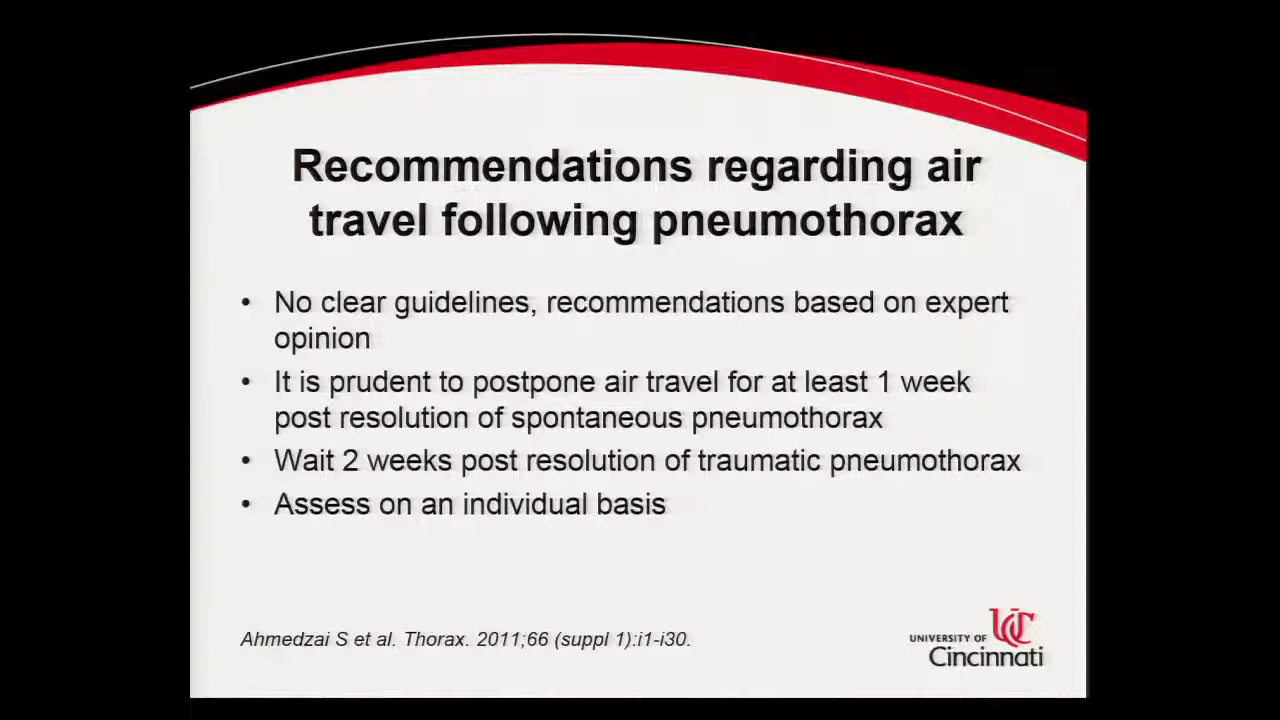 Recommendations regarding air
travel following pneumothorax
• No clear guidelines, recommendations based on expert
opinion
• It is prudent to postpone air travel for at least 1 week
post resolution of spontaneous pneumothorax
• Wait 2 weeks post resolution of traumatic pneumothorax
• Assess on an individual basis
Ahmedzai S et al. Thorax. 2011;66 (suppl 1):i1-i30.
UC
UNIVERSITY OF
Cincinnati